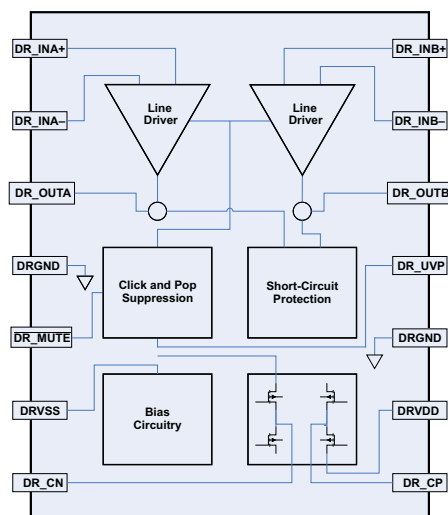 DR_INA+
DR_INB+
Line
Driver
Line
Driver
DR_INA–
DR_INB–
DR_OUTA
DR_OUTB
DRGND
DR_UVP
Click and Pop
Suppression
Short-Circuit
Protection
DR_MUTE
DRGND
DRVSS
Bias
Circuitry
DRVDD
DR_CN
DR_CP